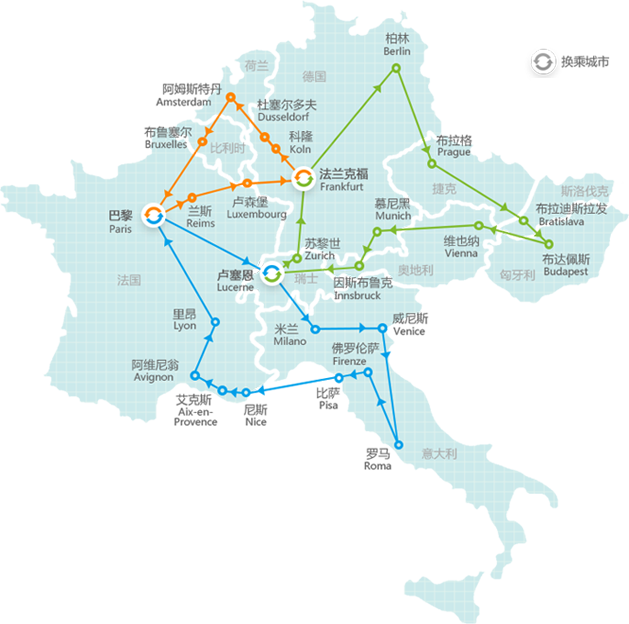 柏林
Berlin
换乘城市
荷兰
德国
阿姆斯特丹
Amsterdam
杜塞尔多夫
Dusseldorf
布鲁塞尔
Bruxelles
比利时
科隆
Koln
布拉格
Prague
法兰克福
Frankfurt
捷克
斯洛伐克
巴黎
Paris
兰斯
Reims
卢森堡
Luxembourg
慕尼黑
Munich
布拉迪斯拉发
Bratislava
苏黎世
Zurich
维也纳
Vienna
布达佩斯
Budapest
法国
卢塞恩
Lucerne
瑞士
因斯布鲁克
Innsbruck
奥地利
匈牙利
里昂
Lyon
米兰
Milano
威尼斯
Venice
阿维尼翁
Avignon
佛罗伦萨
Firenze
艾克斯
Aix-en-
Provence
尼斯
Nice
比萨
Pisa
罗马
Roma
意大利